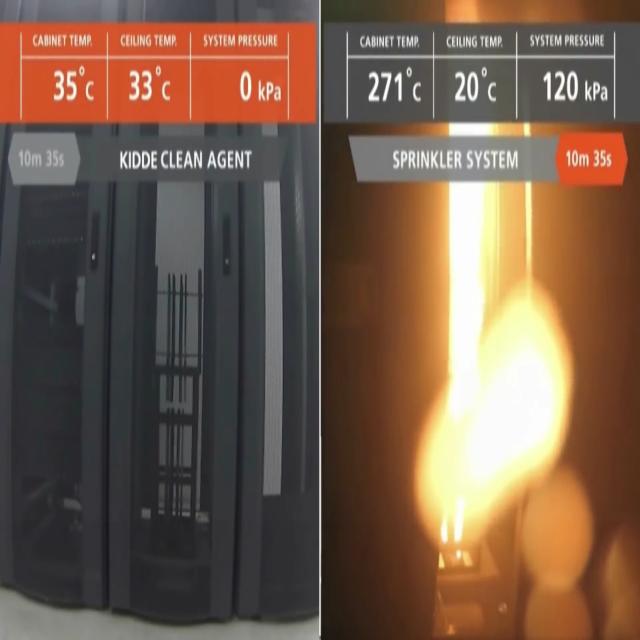 CABINET TEMP. CEILING TEMP. SYSTEM PRESSURE
35°C 33°C 0 kPa
10m 35s KIDDE CLEAN AGENT
CABINET TEMP. CEILING TEMP. SYSTEM PRESSURE
271°C 20°C 120 kPa
SPRINKLER SYSTEM 10m 35s